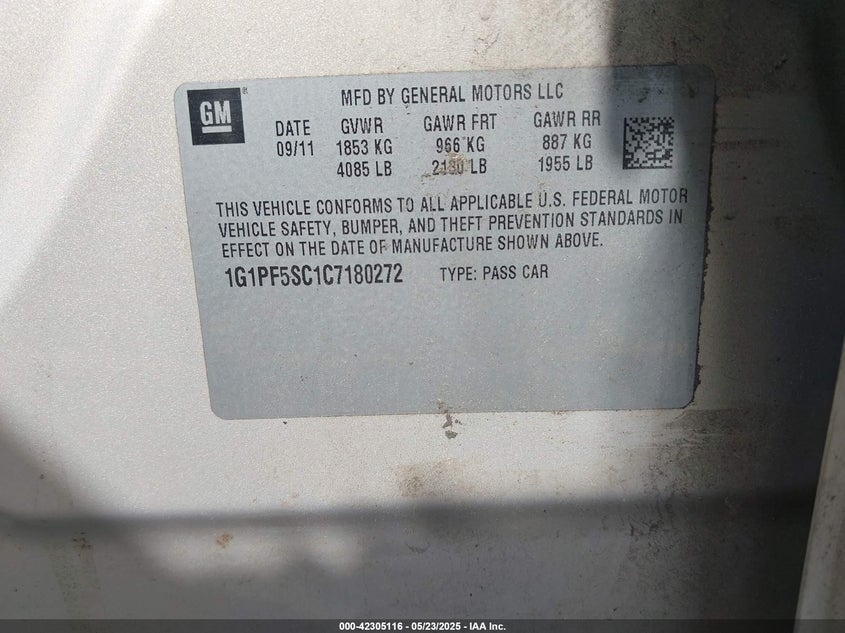 GM ®
MFD BY GENERAL MOTORS LLC
DATE GVWR GAWR FRT GAWR RR
09/11 1853 KG 966 KG 887 KG
4085 LB 2130 LB 1955 LB
THIS VEHICLE CONFORMS TO ALL APPLICABLE U.S. FEDERAL MOTOR
VEHICLE SAFETY, BUMPER, AND THEFT PREVENTION STANDARDS IN
EFFECT ON THE DATE OF MANUFACTURE SHOWN ABOVE.
1G1PF5SC1C7180272 TYPE: PASS CAR
000-42305116 - 05/23/2025 - IAA Inc.